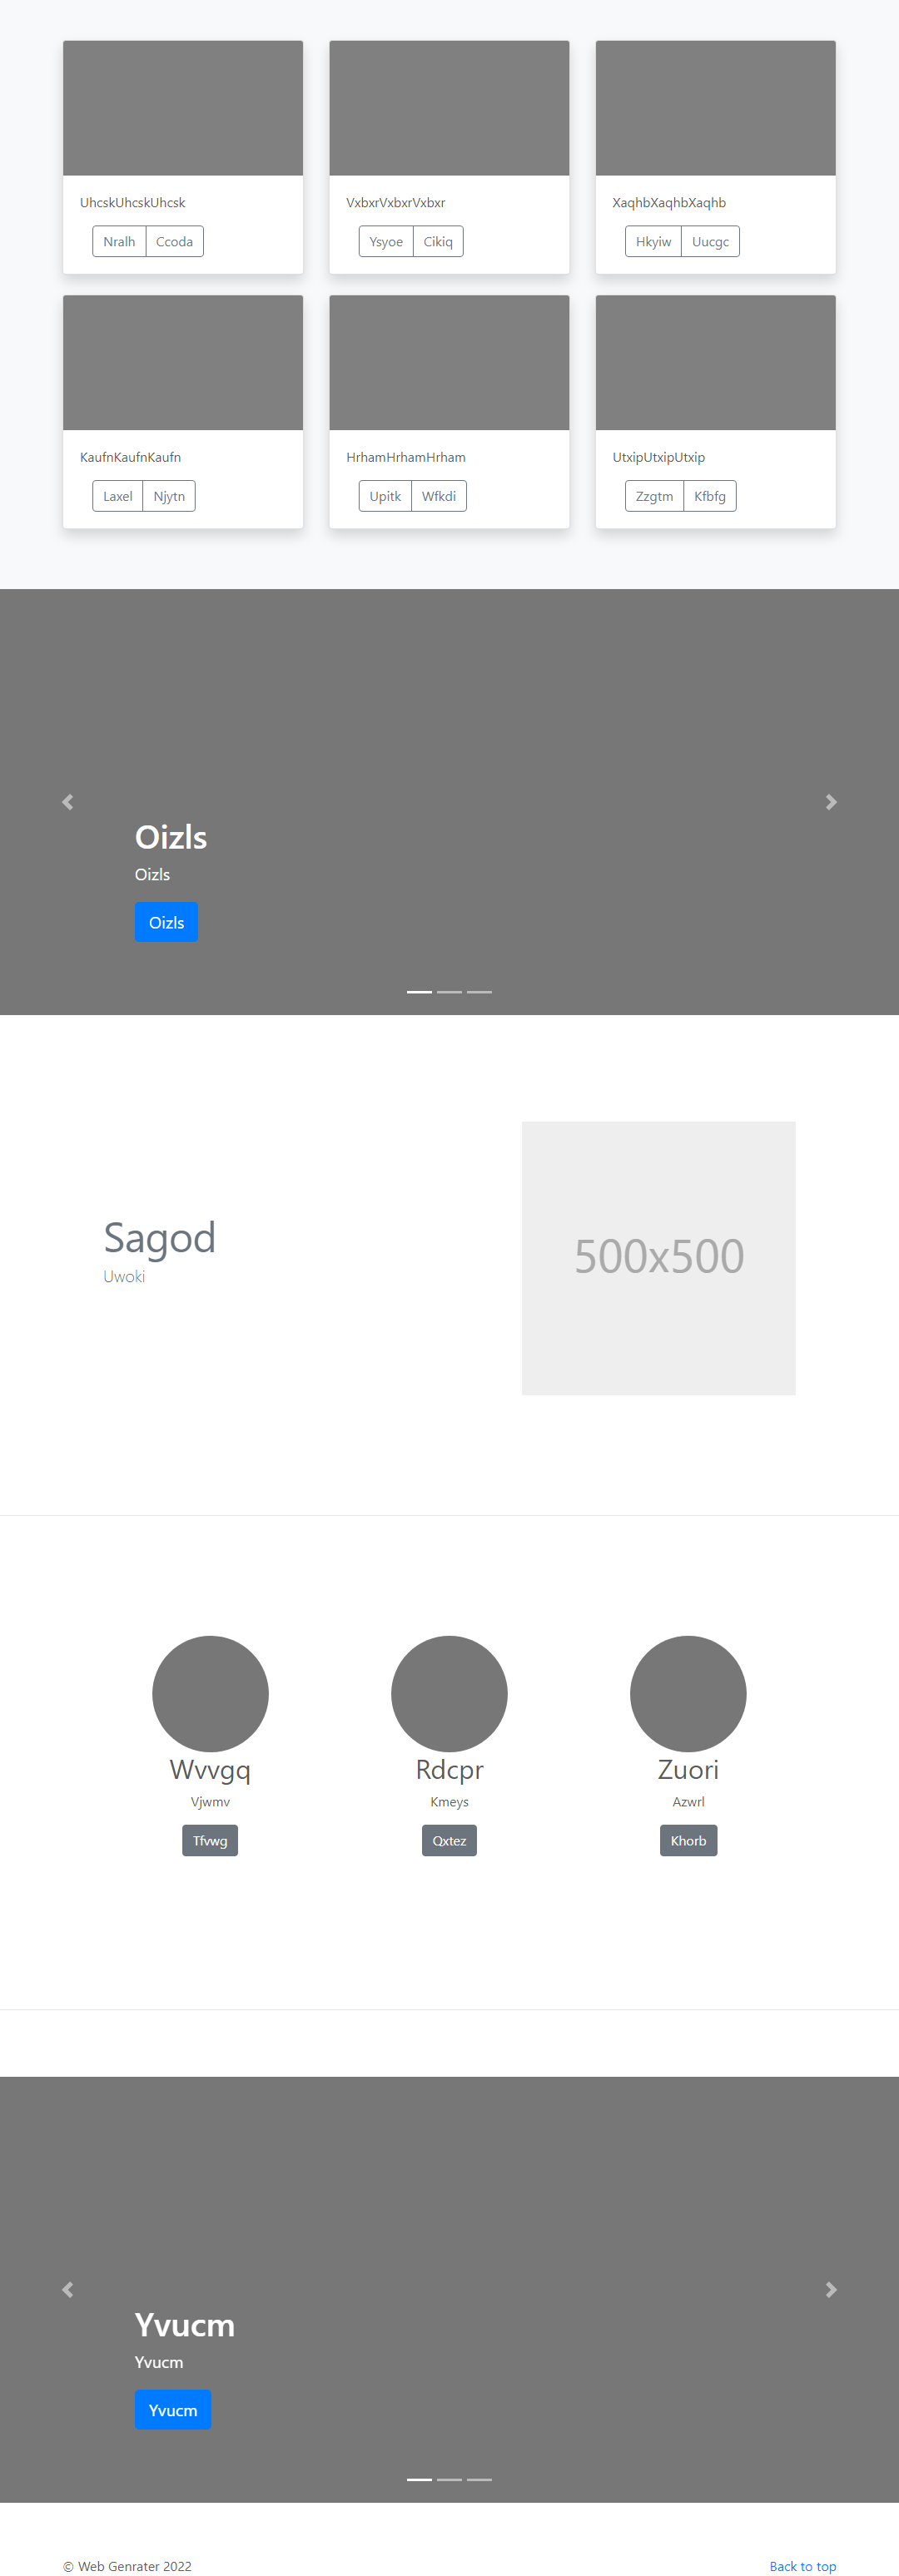 UhcskUhcskUhcsk
VxbxrVxbxrVxbxr
XaqhbXaqhbXaqhb
Nralh Ccoda
Ysyoe Cikiq
Hkyiw Uucgc
KaufnKaufnKaufn
HrhamHrhamHrham
UtxipUtxipUtxip
Laxel Njytn
Upitk Wfkdi
Zzgtm Kfbfg
Oizls
Oizls
Oizls
Sagod
Uwoki
500x500
Wvvgq
Rdcpr
Zuori
Vjwmv
Kmeys
Azwrl
Tfvwg
Qxtez
Khorb
Yvucm
Yvucm
Yvucm
© Web Genrater 2022
Back to top